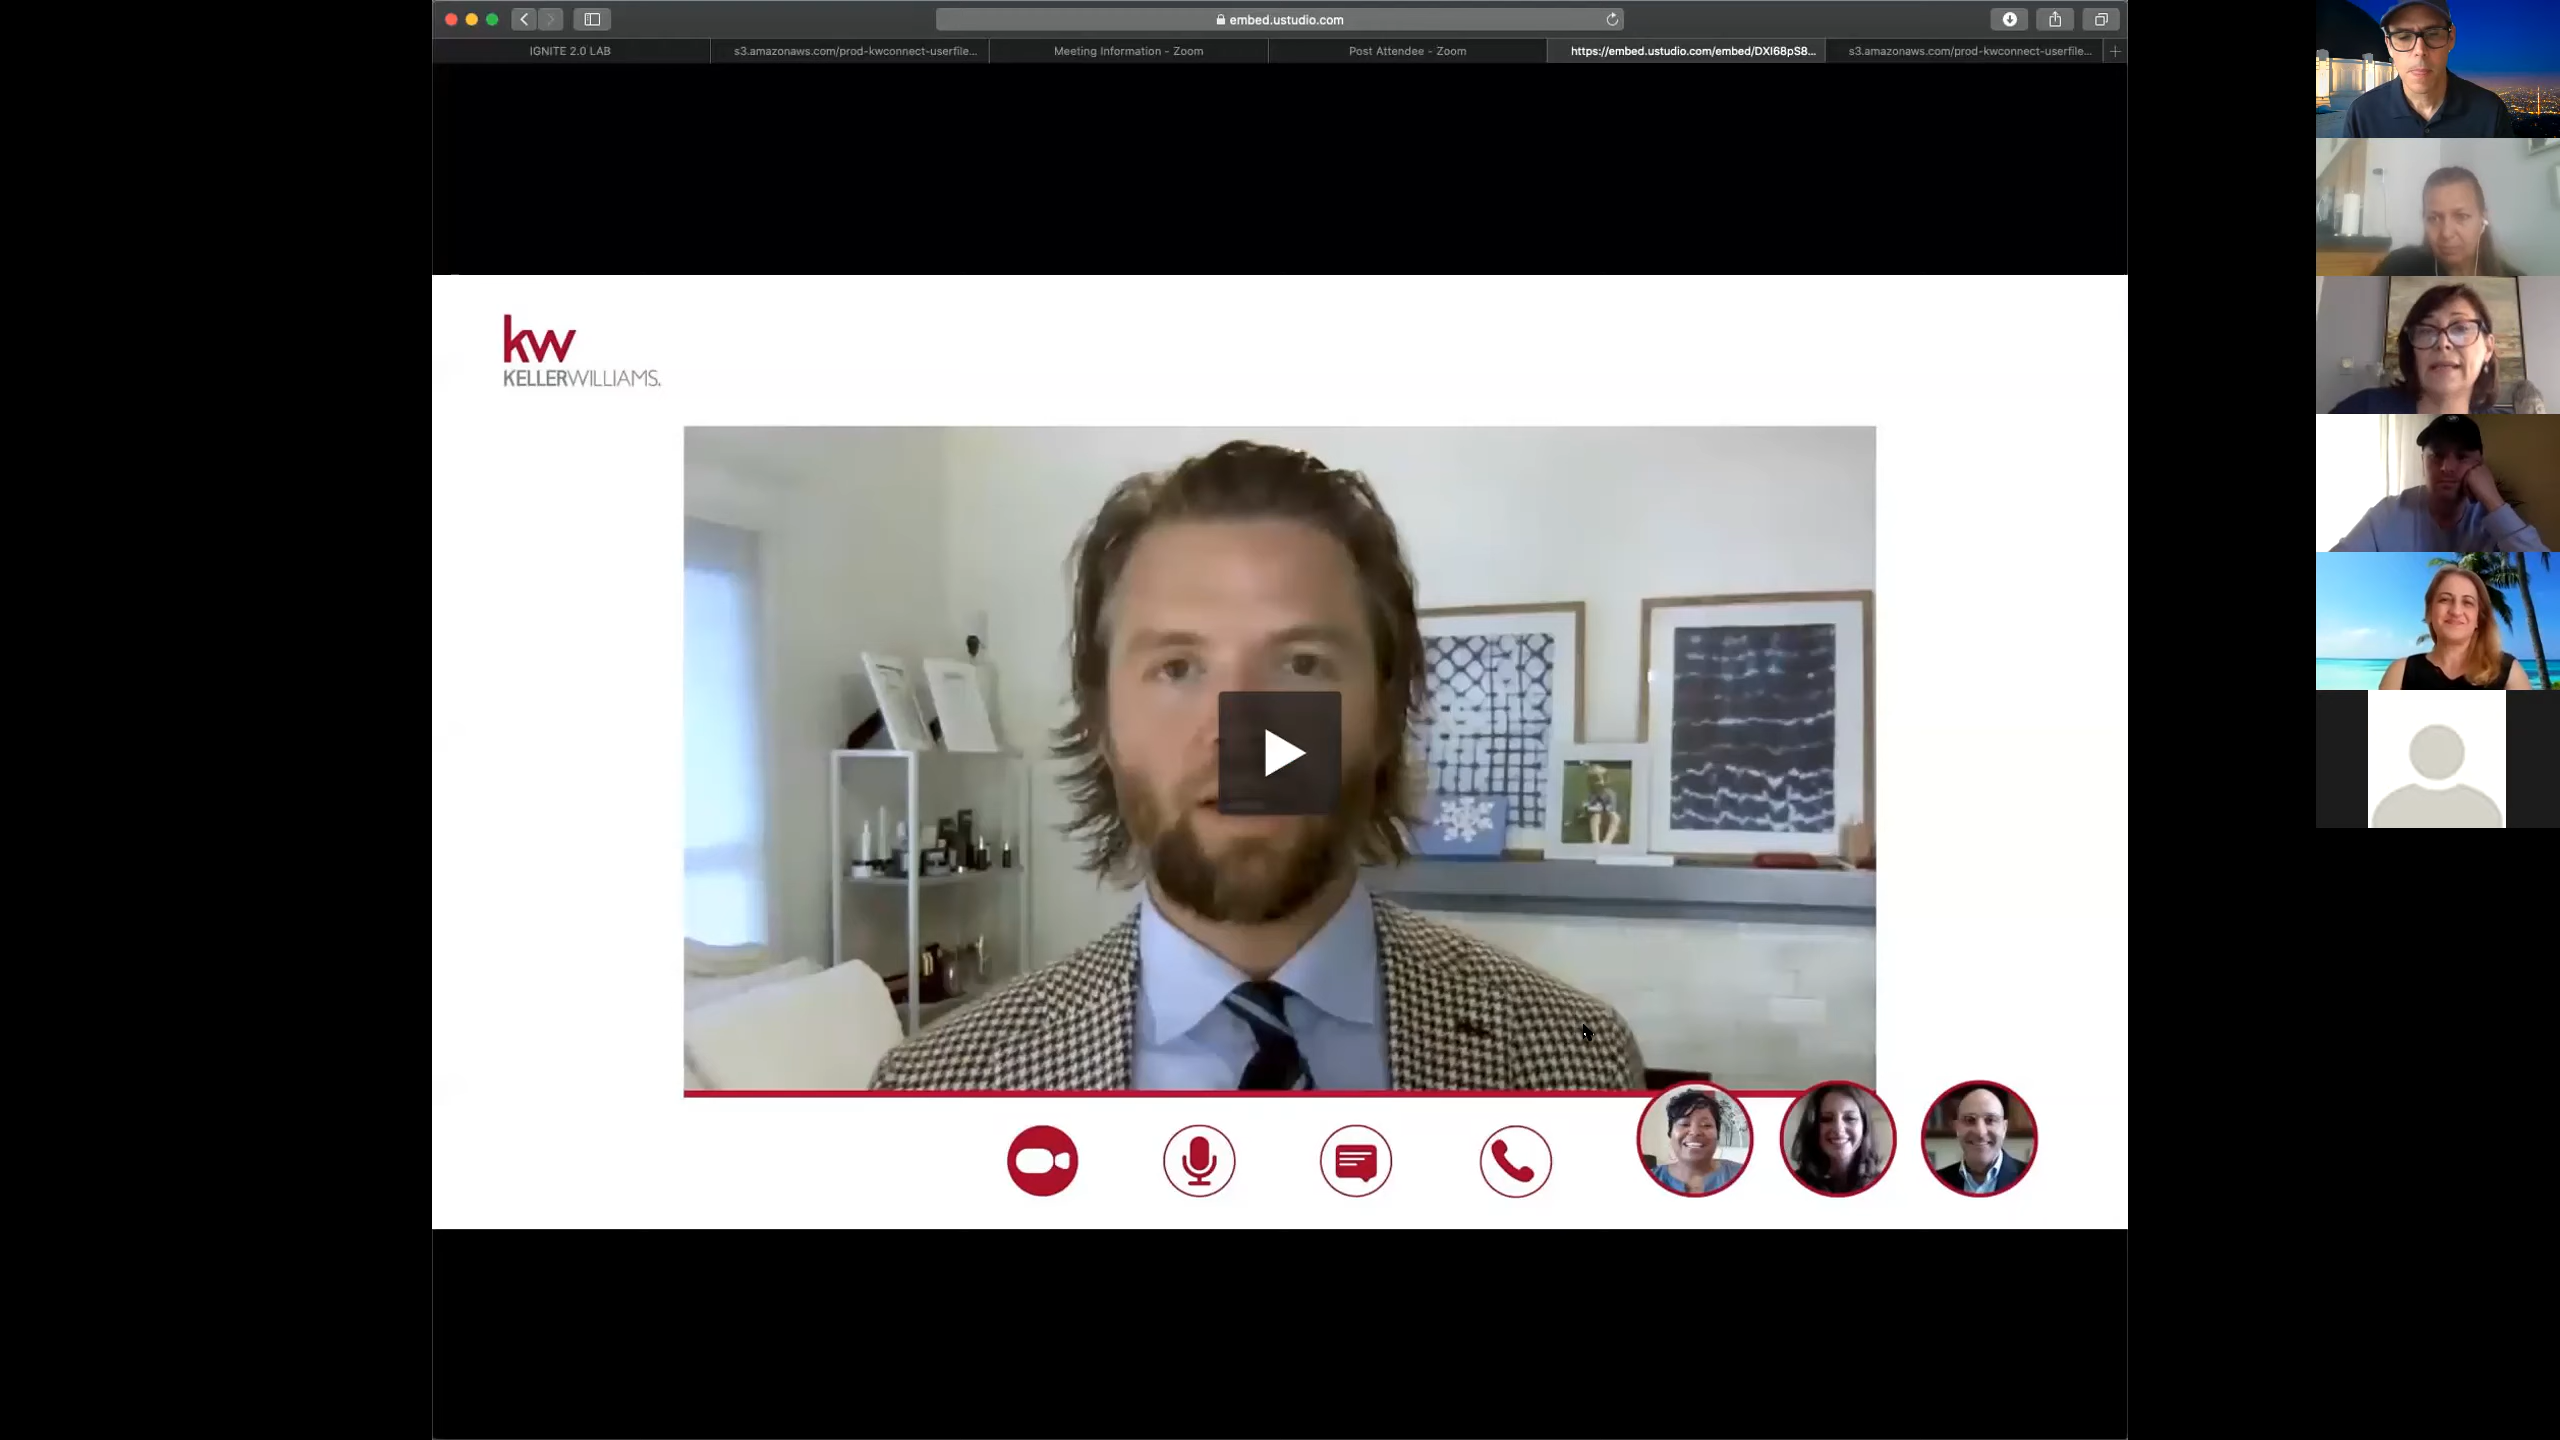 embed.ustudio.com
IGNITE 2.0 LAB
s3.amazonaws.com/prod-kwconnect-userfile...
Meeting Information - Zoom
Post Attendee - Zoom
https://embed.ustudio.com/embed/DXI68pS8...
s3.amazonaws.com/prod-kwconnect-userfile...
kw
KELLERWILLIAMS.